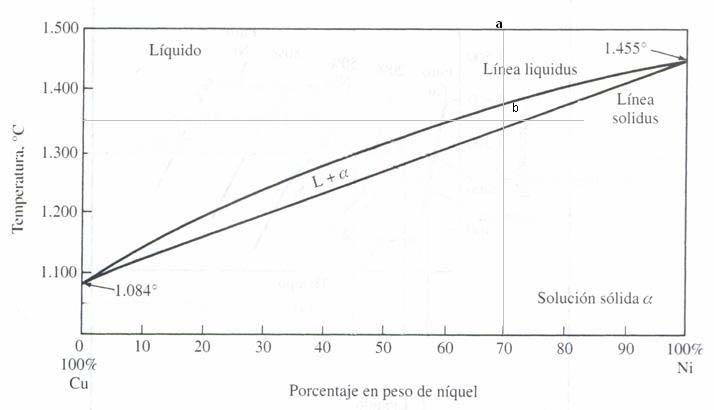 a
1.500
Líquido
1.455°
Línea liquidus
1.400
b
Línea
solidus
Temperatura, °C
1.300
L + α
1.200
1.100
1.084°
Solución sólida α
0 10 20 30 40 50 60 70 80 90 100%
100%
Cu
Ni
Porcentaje en peso de níquel